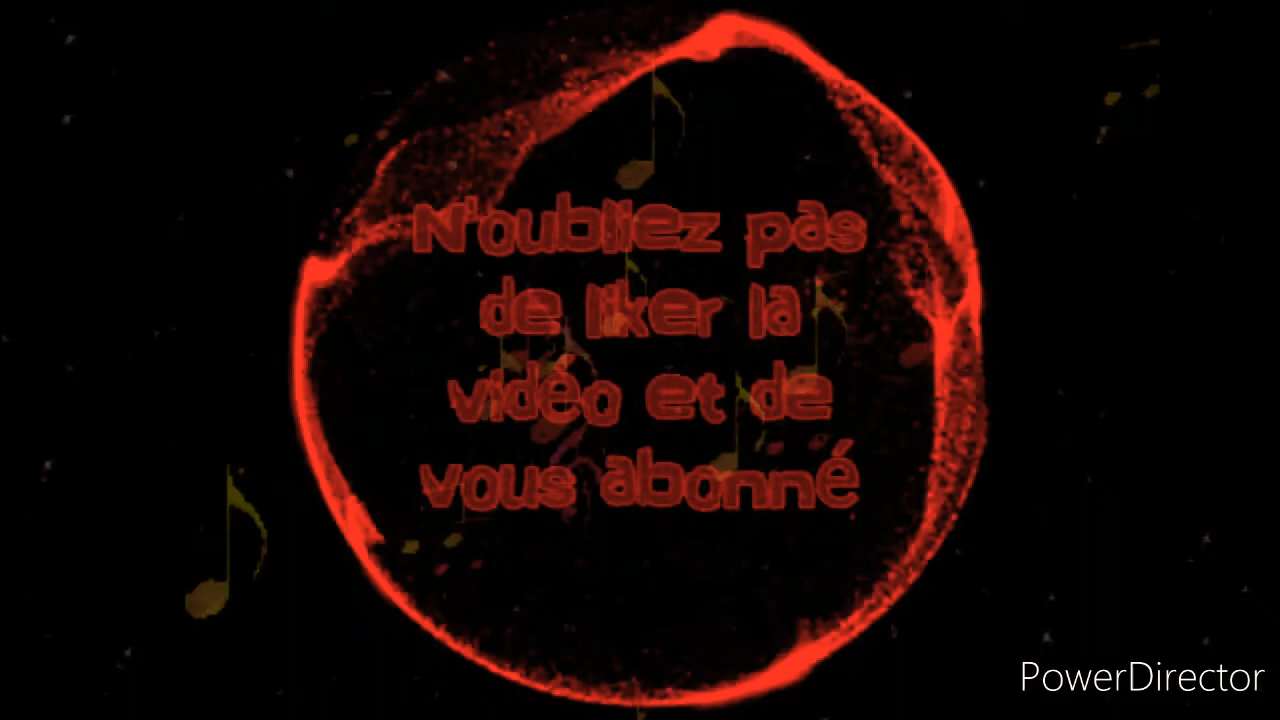 N'oubliez pas
de liker la
vidéo et de
vous abonné
PowerDirector